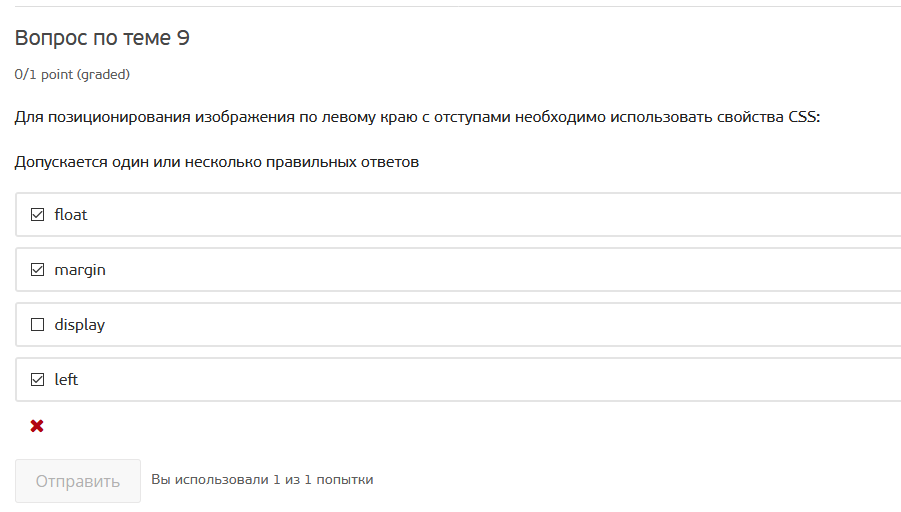 Вопрос по теме 9
0/1 point (graded)
Для позиционирования изображения по левому краю с отступами необходимо использовать свойства CSS:
Допускается один или несколько правильных ответов
float
margin
display
left
Отправить Вы использовали 1 из 1 попытки